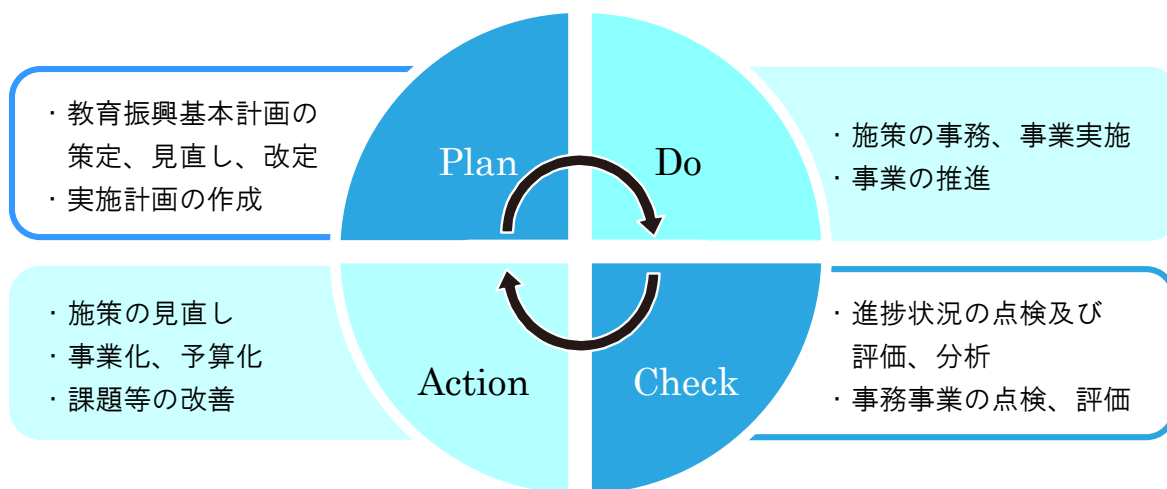 ・教育振興基本計画の
策定、見直し、改定
・実施計画の作成
Plan
Do
・施策の事務、事業実施
・事業の推進
・施策の見直し
・事業化、予算化
・課題等の改善
Action
Check
・進捗状況の点検及び
評価、分析
・事務事業の点検、評価